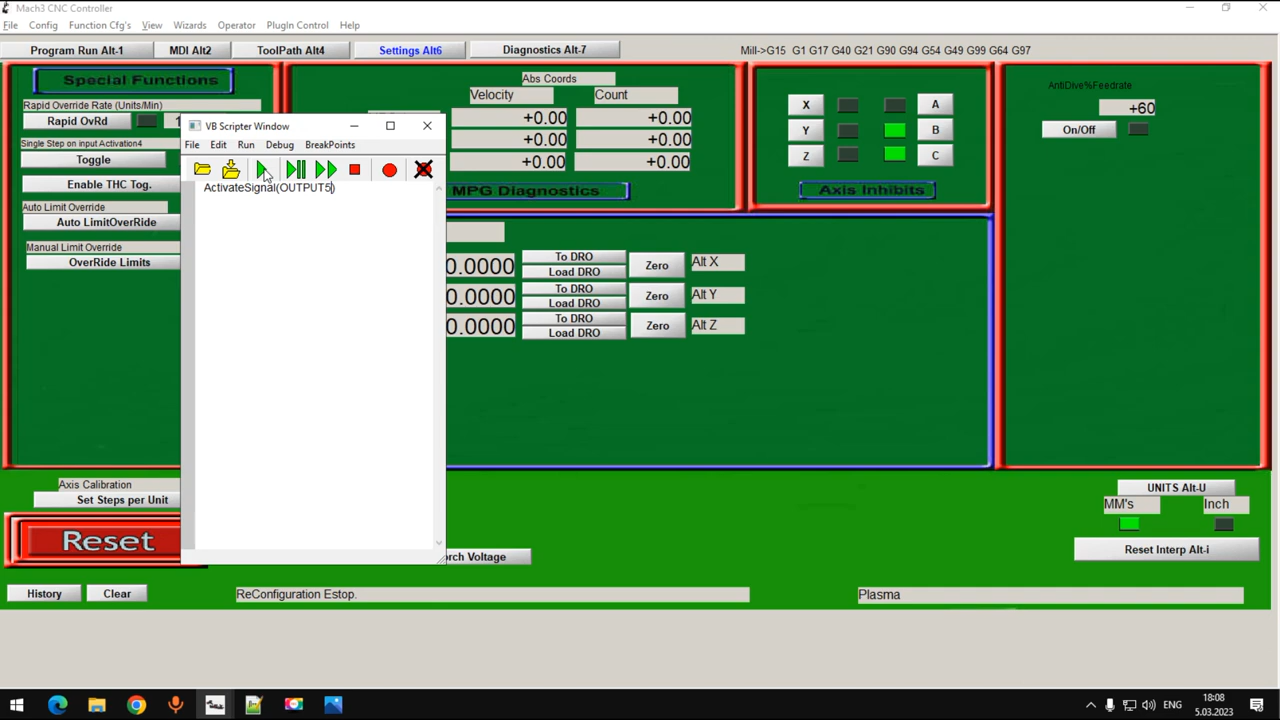 Mach3 CNC Controller
File Config Function Cfg's View Wizards Operator PlugIn Control Help
Program Run Alt-1 MDI Alt2 ToolPath Alt4 Settings Alt6 Diagnostics Alt-7 Mill->G15 G1 G17 G40 G21 G90 G94 G54 G49 G99 G64 G97
Special Functions
Rapid Override Rate (Units/Min)
Rapid OvRd 1
Single Step on input Activation4
Toggle
Enable THC Tog.
Auto Limit Override
Auto LimitOverRide
Manual Limit Override
OverRide Limits
Abs Coords
Velocity Count
+0.00 +0.00
+0.00 +0.00
+0.00 +0.00
MPG Diagnostics
X A
Y B
Z C
Axis Inhibits
AntiDive%Feedrate
+60
On/Off
VB Scripter Window
File Edit Run Debug BreakPoints
ActivateSignal(OUTPUT5)
0.0000 To DRO Load DRO Zero Alt X
0.0000 To DRO Load DRO Zero Alt Y
0.0000 To DRO Load DRO Zero Alt Z
Axis Calibration
Set Steps per Unit
Reset
orch Voltage
UNITS Alt-U
MM's Inch
Reset Interp Alt-i
History Clear ReConfiguration Estop. Plasma
ENG 18:08
5.03.2023